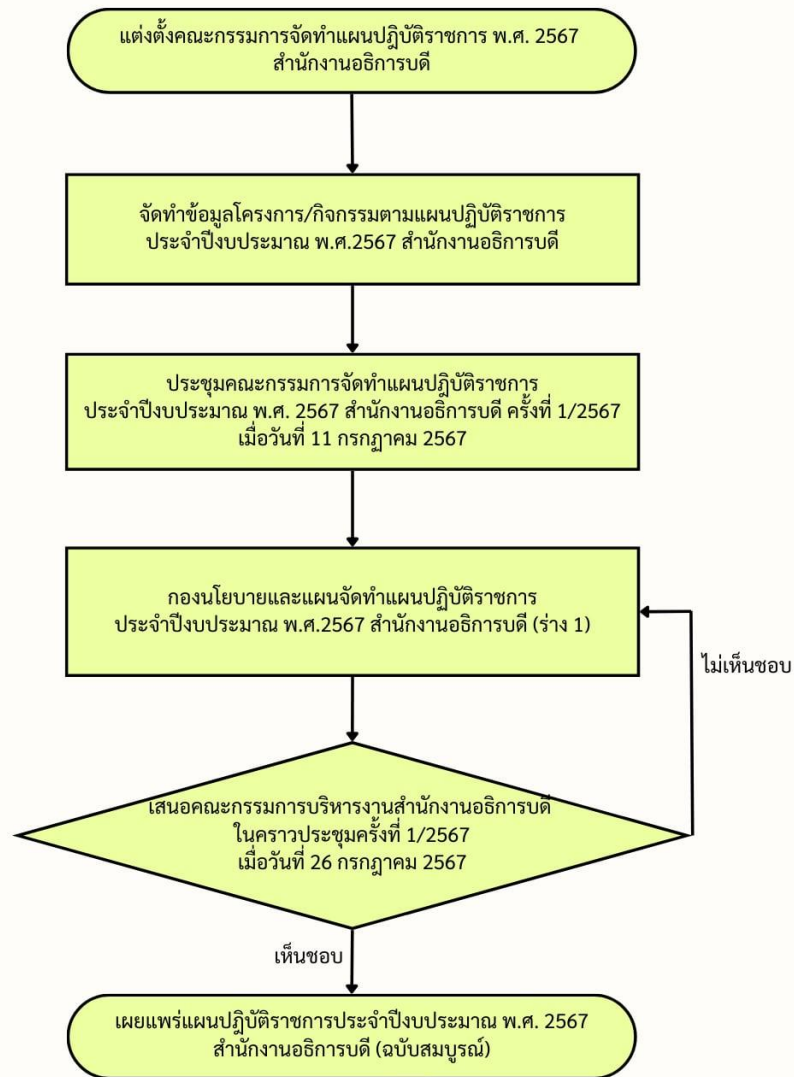 แต่งตั้งคณะกรรมการจัดทำแผนปฎิบัติราชการ พ.ศ. 2567
สำนักงานอธิการบดี
จัดทำข้อมูลโครงการ/กิจกรรมตามแผนปฏิบัติราชการ
ประจำปีงบประมาณ พ.ศ.2567 สำนักงานอธิการบดี
ประชุมคณะกรรมการจัดทำแผนปฎิบัติราชการ
ประจำปีงบประมาณ พ.ศ. 2567 สำนักงานอธิการบดี ครั้งที่ 1/2567
เมื่อวันที่ 11 กรกฏาคม 2567
กองนโยบายและแผนจัดทำแผนปฏิบัติราชการ
ประจำปีงบประมาณ พ.ศ.2567 สำนักงานอธิการบดี (ร่าง 1)
ไม่เห็นชอบ
เสนอคณะกรรมการบริหารงานสำนักงานอธิการบดี
ในคราวประชุมครั้งที่ 1/2567
เมื่อวันที่ 26 กรกฎาคม 2567
เห็นชอบ
เผยแพร่แผนปฎิบัติราชการประจำปีงบประมาณ พ.ศ. 2567
สำนักงานอธิการบดี (ฉบับสมบูรณ์)